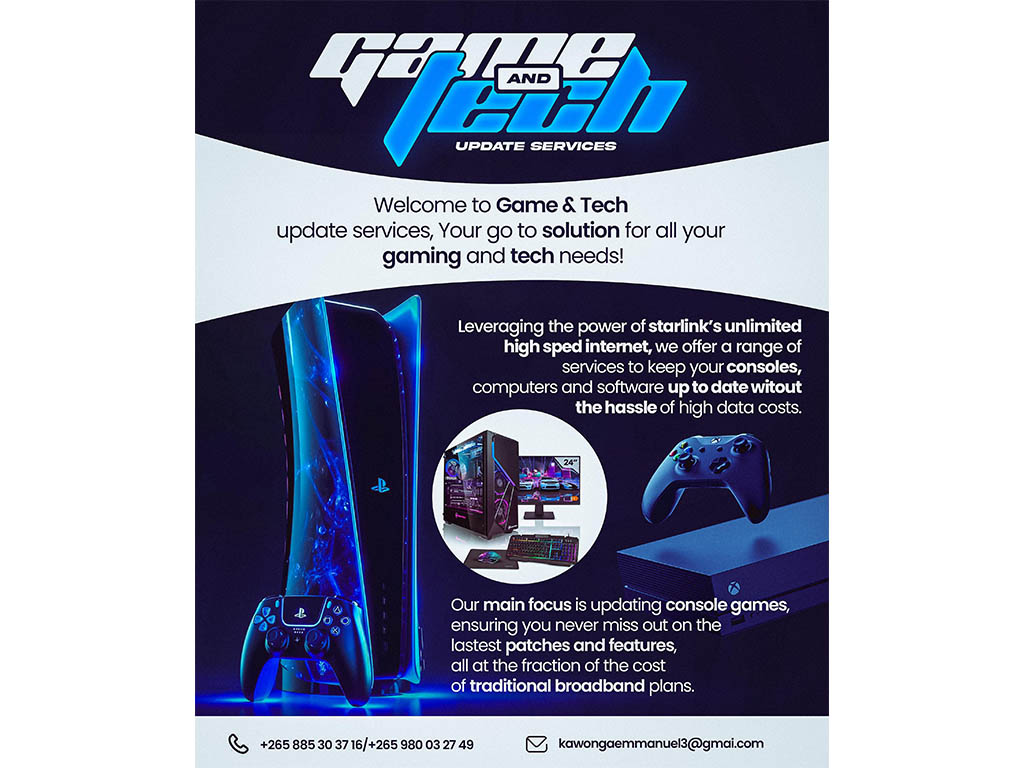 Game
AND
Tech
UPDATE SERVICES
Welcome to Game & Tech
update services, Your go to solution for all your
gaming and tech needs!
Leveraging the power of starlink's unlimited
high sped internet, we offer a range of
services to keep your consoles,
computers and software up to date witout
the hassle of high data costs.
24"
Our main focus is updating console games,
ensuring you never miss out on the
lastest patches and features,
all at the fraction of the cost
of traditional broadband plans.
+265 885 30 37 16/+265 980 03 27 49
kawongaemmanuel3@gmai.com